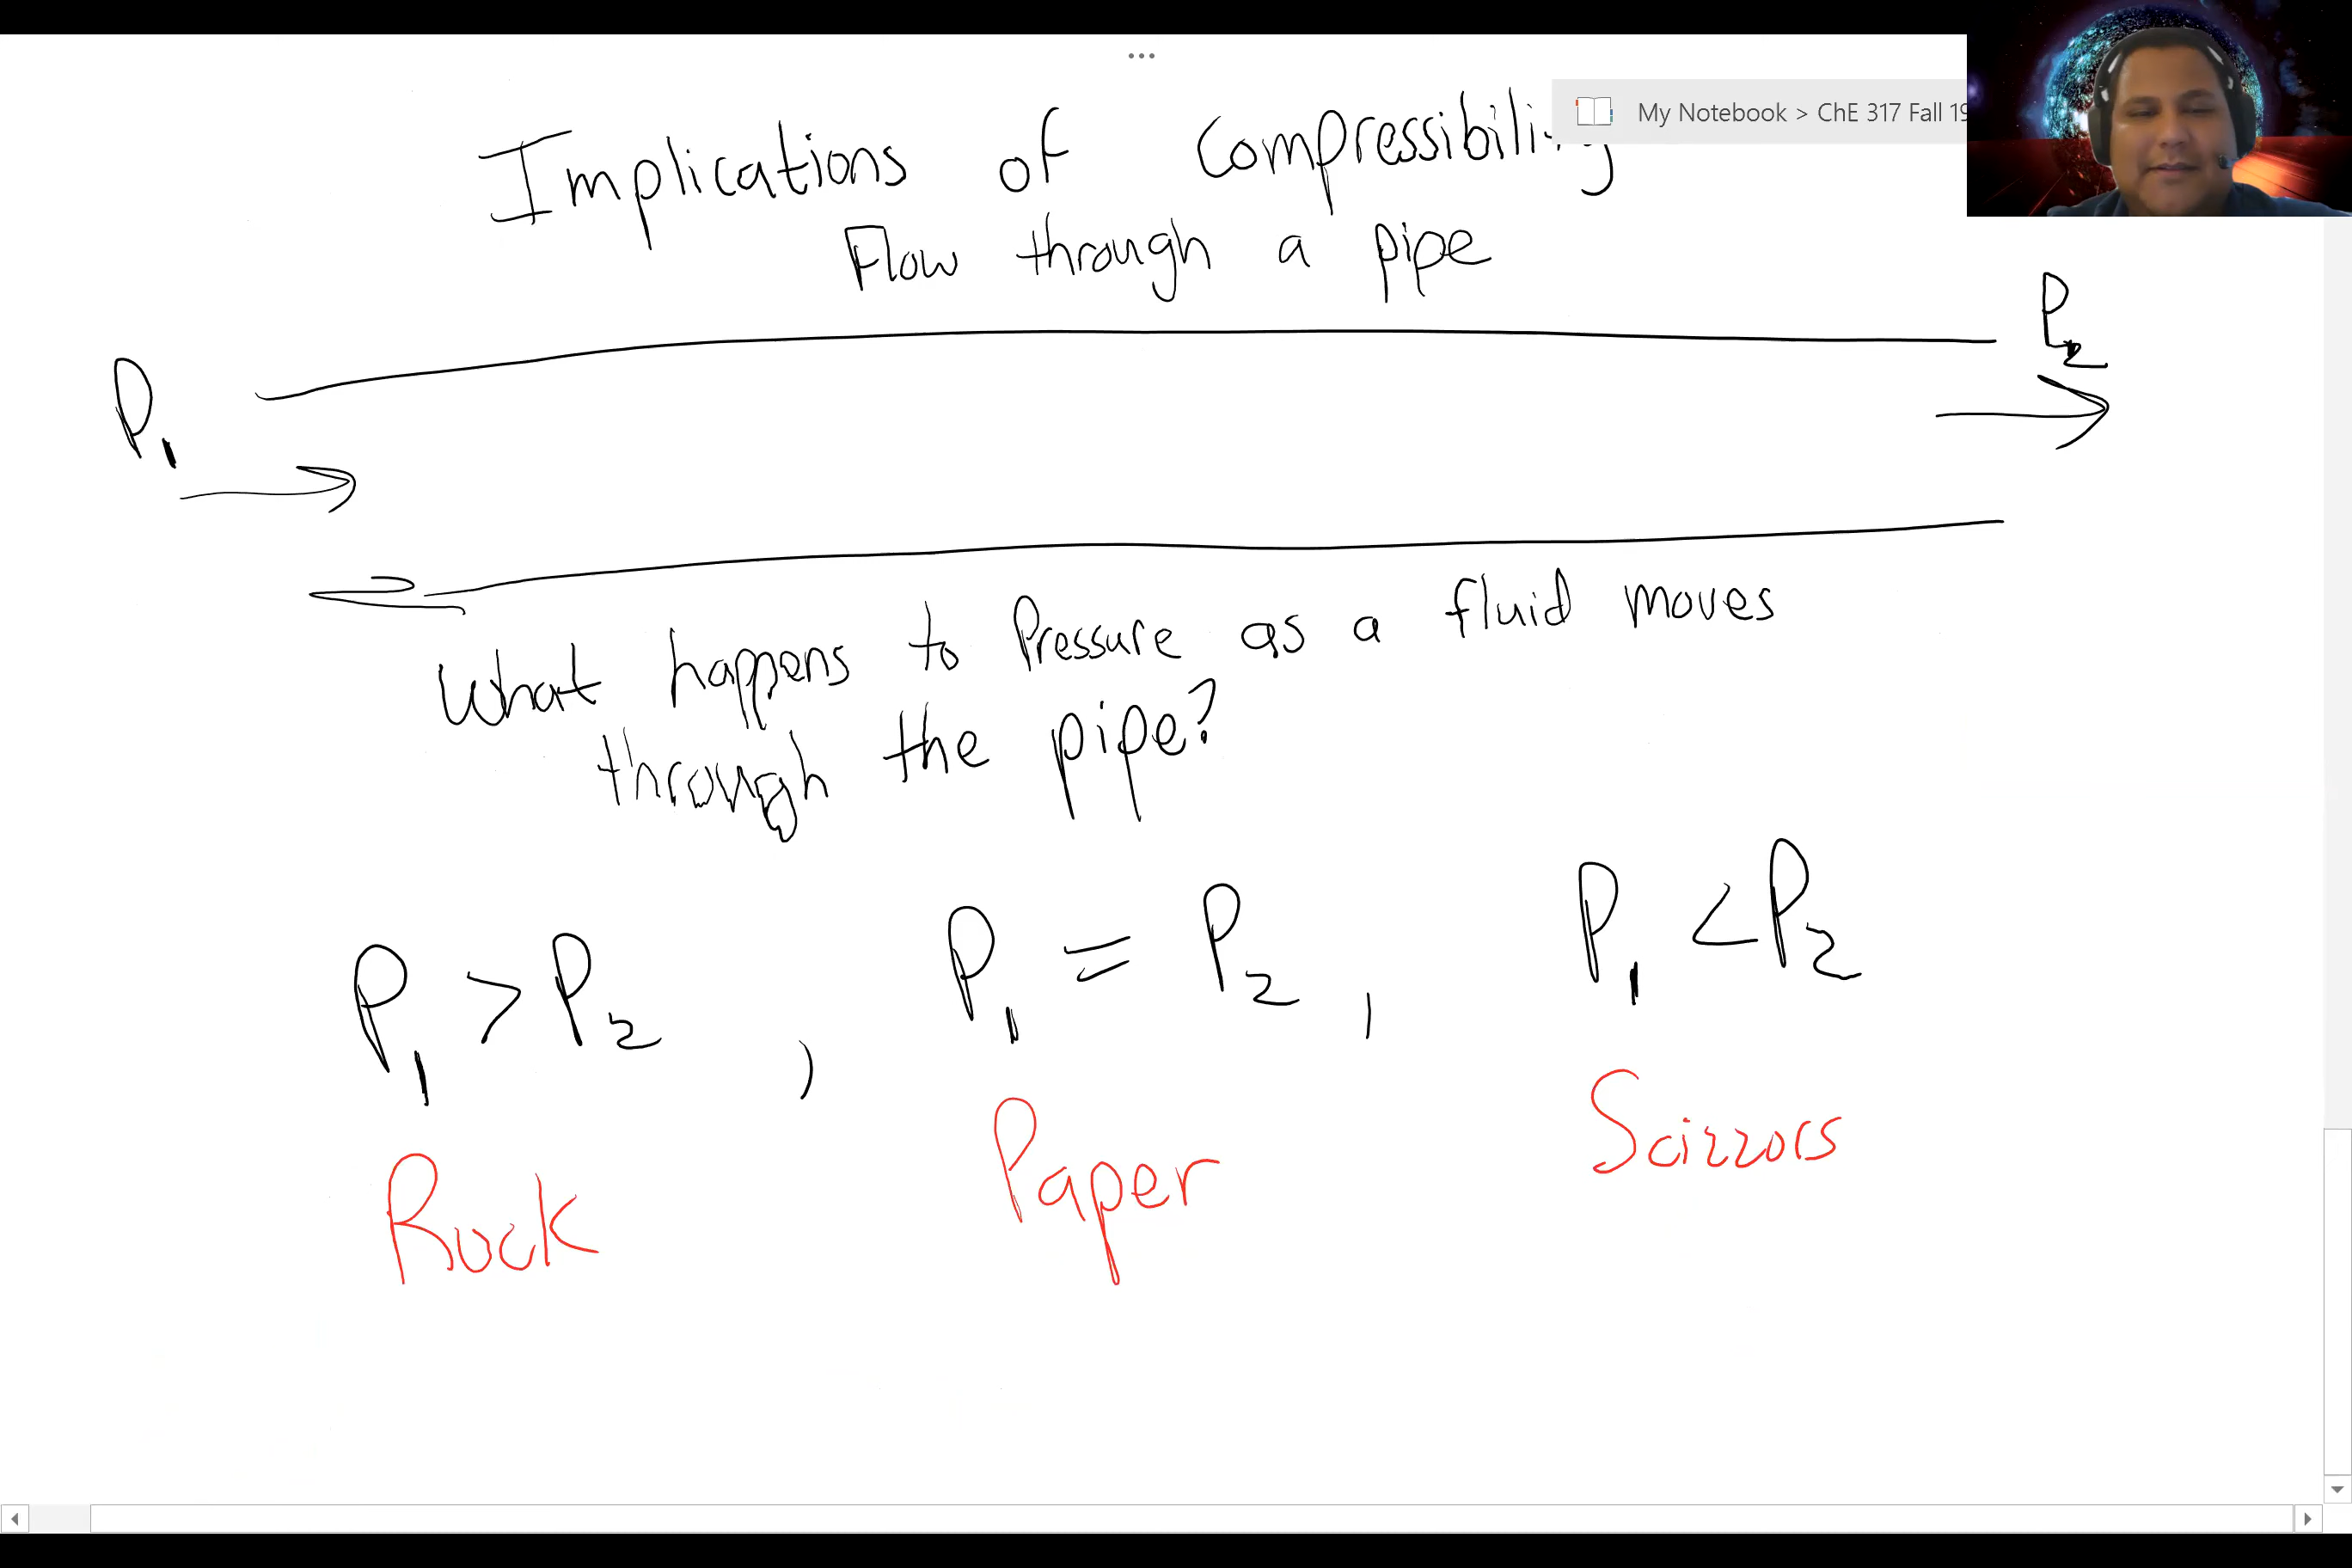 My Notebook > ChE 317 Fall 19
Implications of Compressibility
Flow through a pipe
P1
P2
What happens to Pressure as a fluid moves
through the pipe?
P1 > P2 , P1 = P2 , P1 < P2
Rock Paper Scizzors